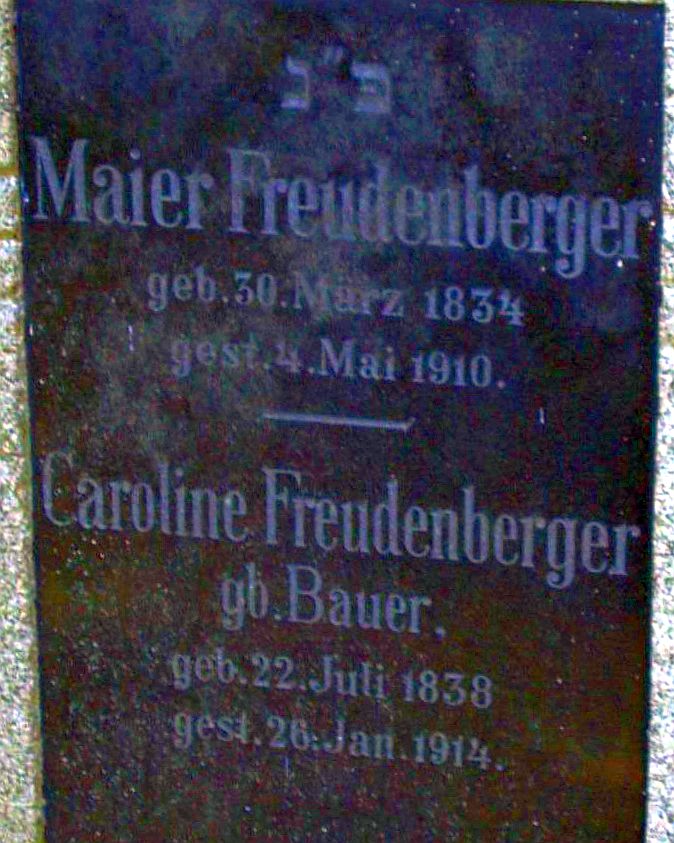 פ״נ
Maier Freudenberger
geb. 30. März 1834
gest. 4. Mai 1910.
Caroline Freudenberger
gb. Bauer.
geb. 22. Juli 1838
gest. 26. Jan. 1914.